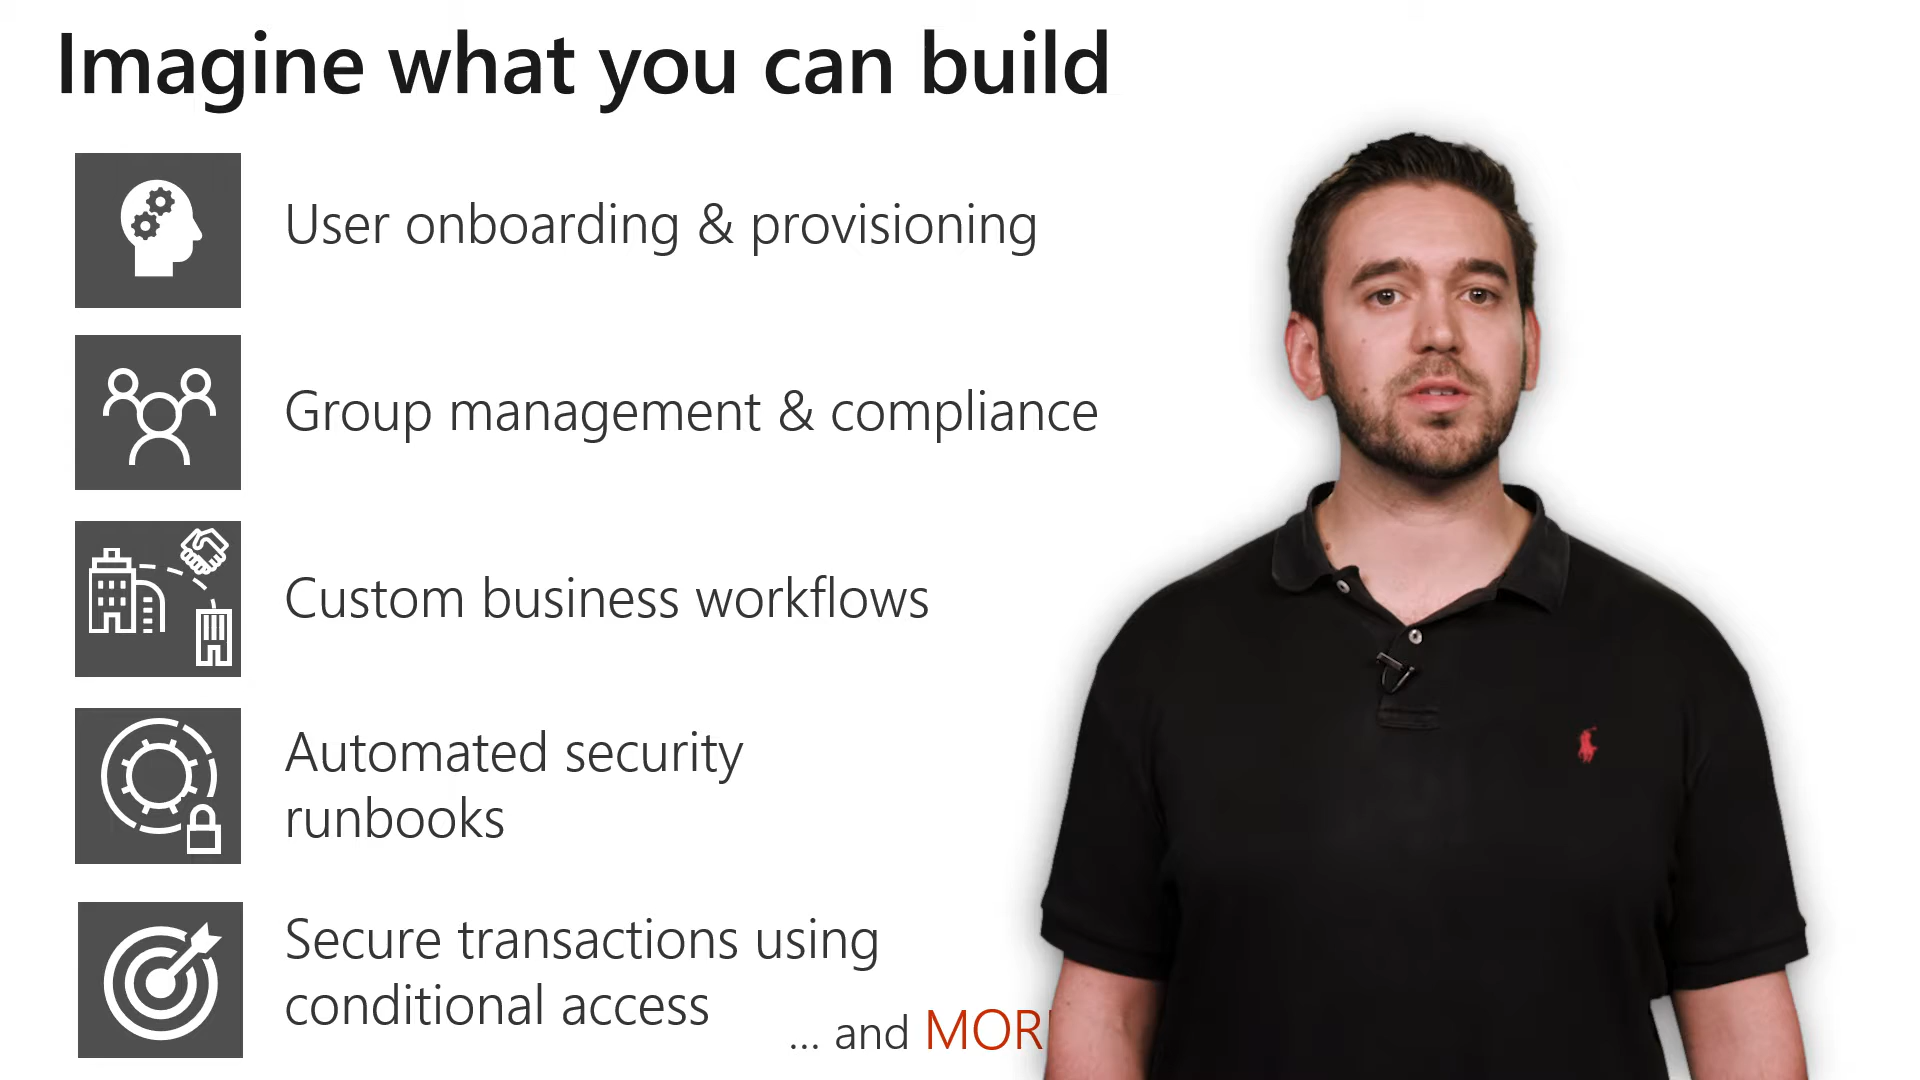 Imagine what you can build
User onboarding & provisioning
Group management & compliance
Custom business workflows
Automated security
runbooks
Secure transactions using
conditional access
... and